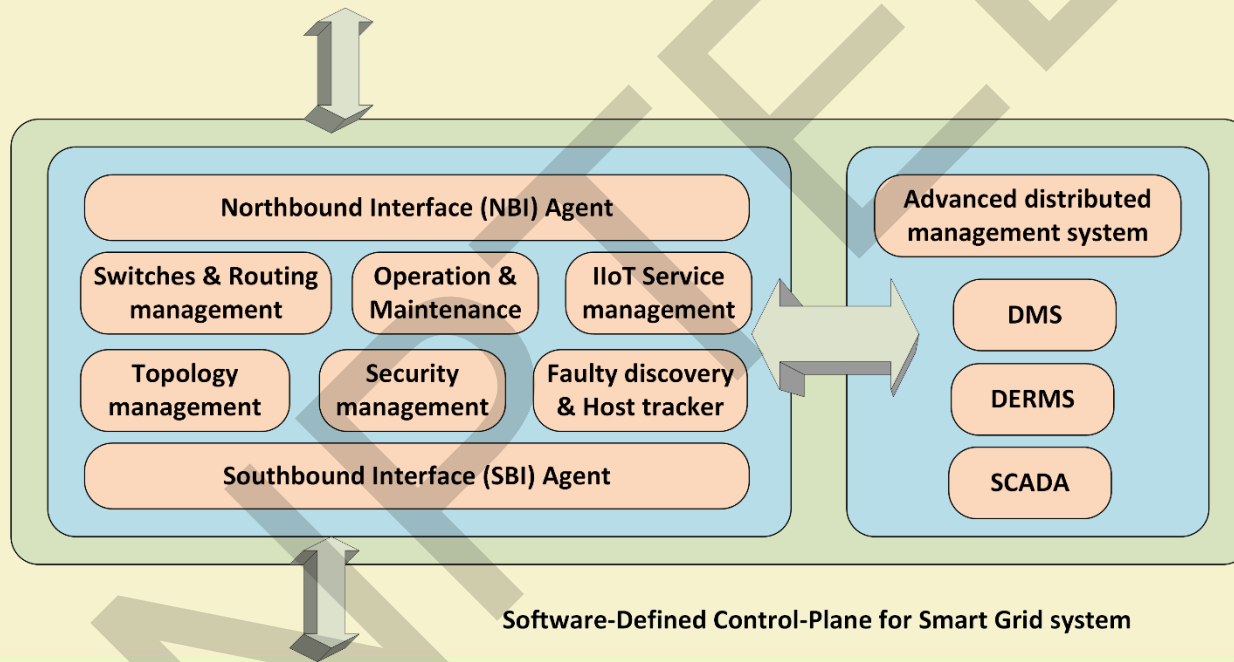 Northbound Interface (NBI) Agent
Switches & Routing
management
Operation &
Maintenance
IIoT Service
management
Topology
management
Security
management
Faulty discovery
& Host tracker
Southbound Interface (SBI) Agent
Advanced distributed
management system
DMS
DERMS
SCADA
Software-Defined Control-Plane for Smart Grid system
NPTEL